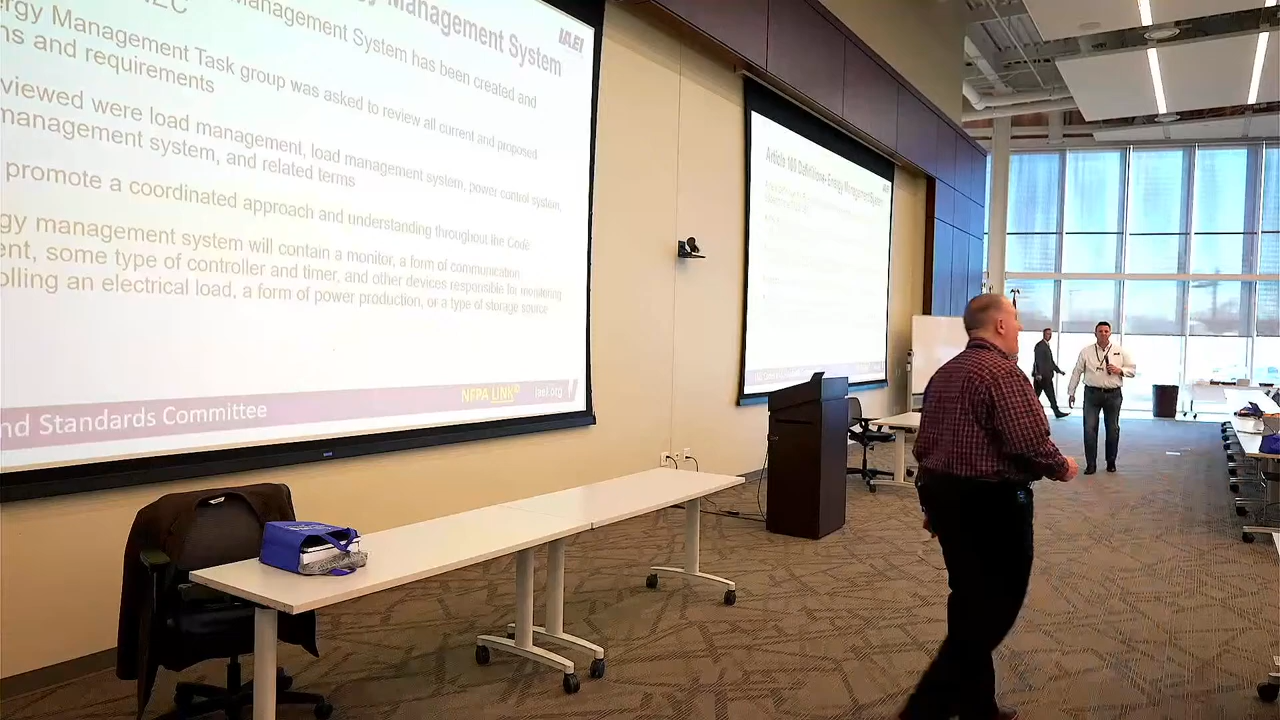 y Management System
IAEI
NEC
Management System has been created and
ergy Management Task group was asked to review all current and proposed
ns and requirements
viewed were load management, load management system, power control system,
management system, and related terms
promote a coordinated approach and understanding throughout the Code
gy management system will contain a monitor, a form of communication
ent, some type of controller and timer, and other devices responsible for monitoring
olling an electrical load, a form of power production, or a type of storage source
nd Standards Committee
NFPA LINK
iaei.org
Article 100 Definitions- Energy Management System
IAEI